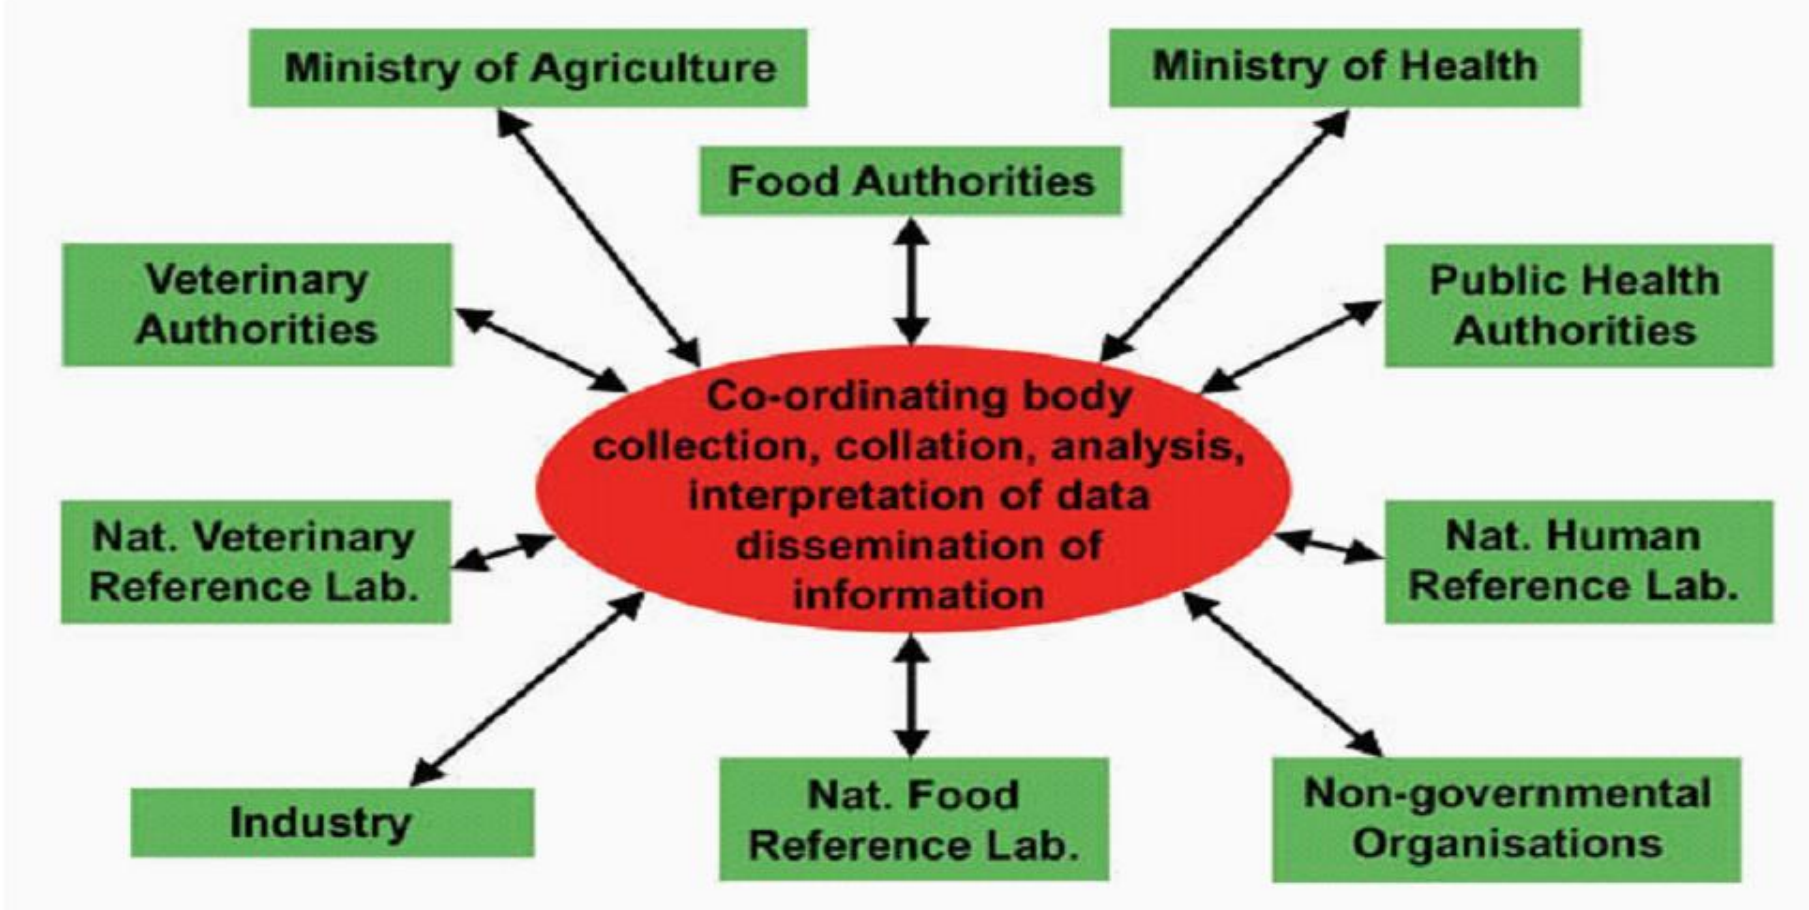 Ministry of Agriculture
Ministry of Health
Food Authorities
Veterinary
Authorities
Public Health
Authorities
Co-ordinating body
collection, collation, analysis,
interpretation of data
dissemination of
information
Nat. Veterinary
Reference Lab.
Nat. Human
Reference Lab.
Industry
Nat. Food
Reference Lab.
Non-governmental
Organisations